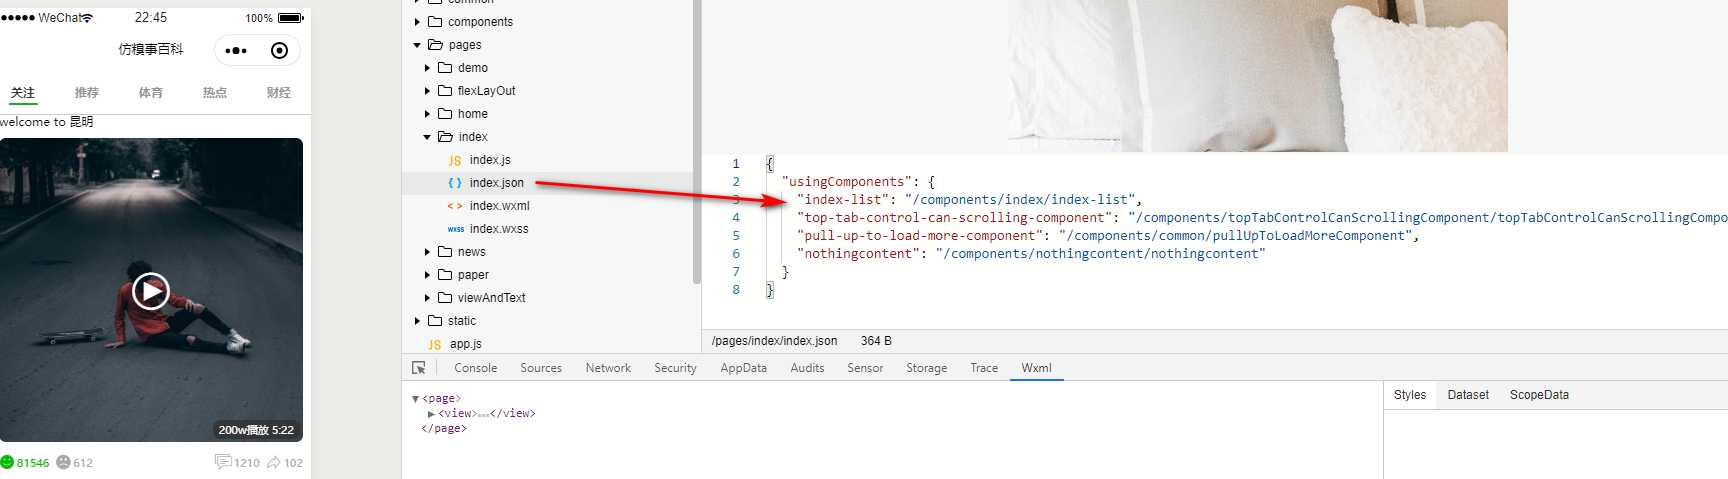 WeChat 22:45 100%
仿糗事百科
关注 推荐 体育 热点 财经
welcome to 昆明
200w播放 5:22
81546 612 1210 102
common
components
pages
demo
flexLayOut
home
index
index.js
index.json
index.wxml
index.wxss
news
paper
viewAndText
static
app.js
1 {
2 "usingComponents": {
3 "index-list": "/components/index/index-list",
4 "top-tab-control-can-scrolling-component": "/components/topTabControlCanScrollingComponent/topTabControlCanScrollingCompo
5 "pull-up-to-load-more-component": "/components/common/pullUpToLoadMoreComponent",
6 "nothingcontent": "/components/nothingcontent/nothingcontent"
7 }
8 }
/pages/index/index.json 364 B
Console Sources Network Security AppData Audits Sensor Storage Trace Wxml
<page>
<view>…</view>
</page>
Styles Dataset ScopeData